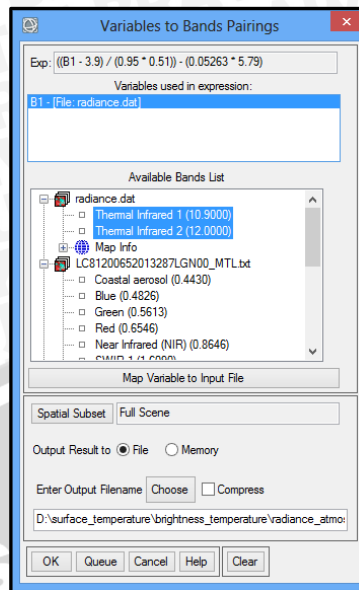 Variables to Bands Pairings
Exp: ((B1 - 3.9) / (0.95 * 0.51)) - (0.05263 * 5.79)
Variables used in expression:
B1 - [File: radiance.dat]
Available Bands List
radiance.dat
Thermal Infrared 1 (10.9000)
Thermal Infrared 2 (12.0000)
Map Info
LC81200652013287LGN00_MTL.txt
Coastal aerosol (0.4430)
Blue (0.4826)
Green (0.5613)
Red (0.6546)
Near Infrared (NIR) (0.8646)
Map Variable to Input File
Spatial Subset Full Scene
Output Result to File Memory
Enter Output Filename Choose Compress
D:\surface_temperature\brightness_temperature\radiance_atmo
OK Queue Cancel Help Clear